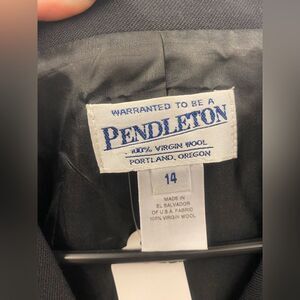 WARRANTED TO BE A
PENDLETON
100% VIRGIN WOOL
PORTLAND, OREGON
14
MADE IN
EL SALVADOR
OF U.S.A. FABRIC
100% VIRGIN WOOL